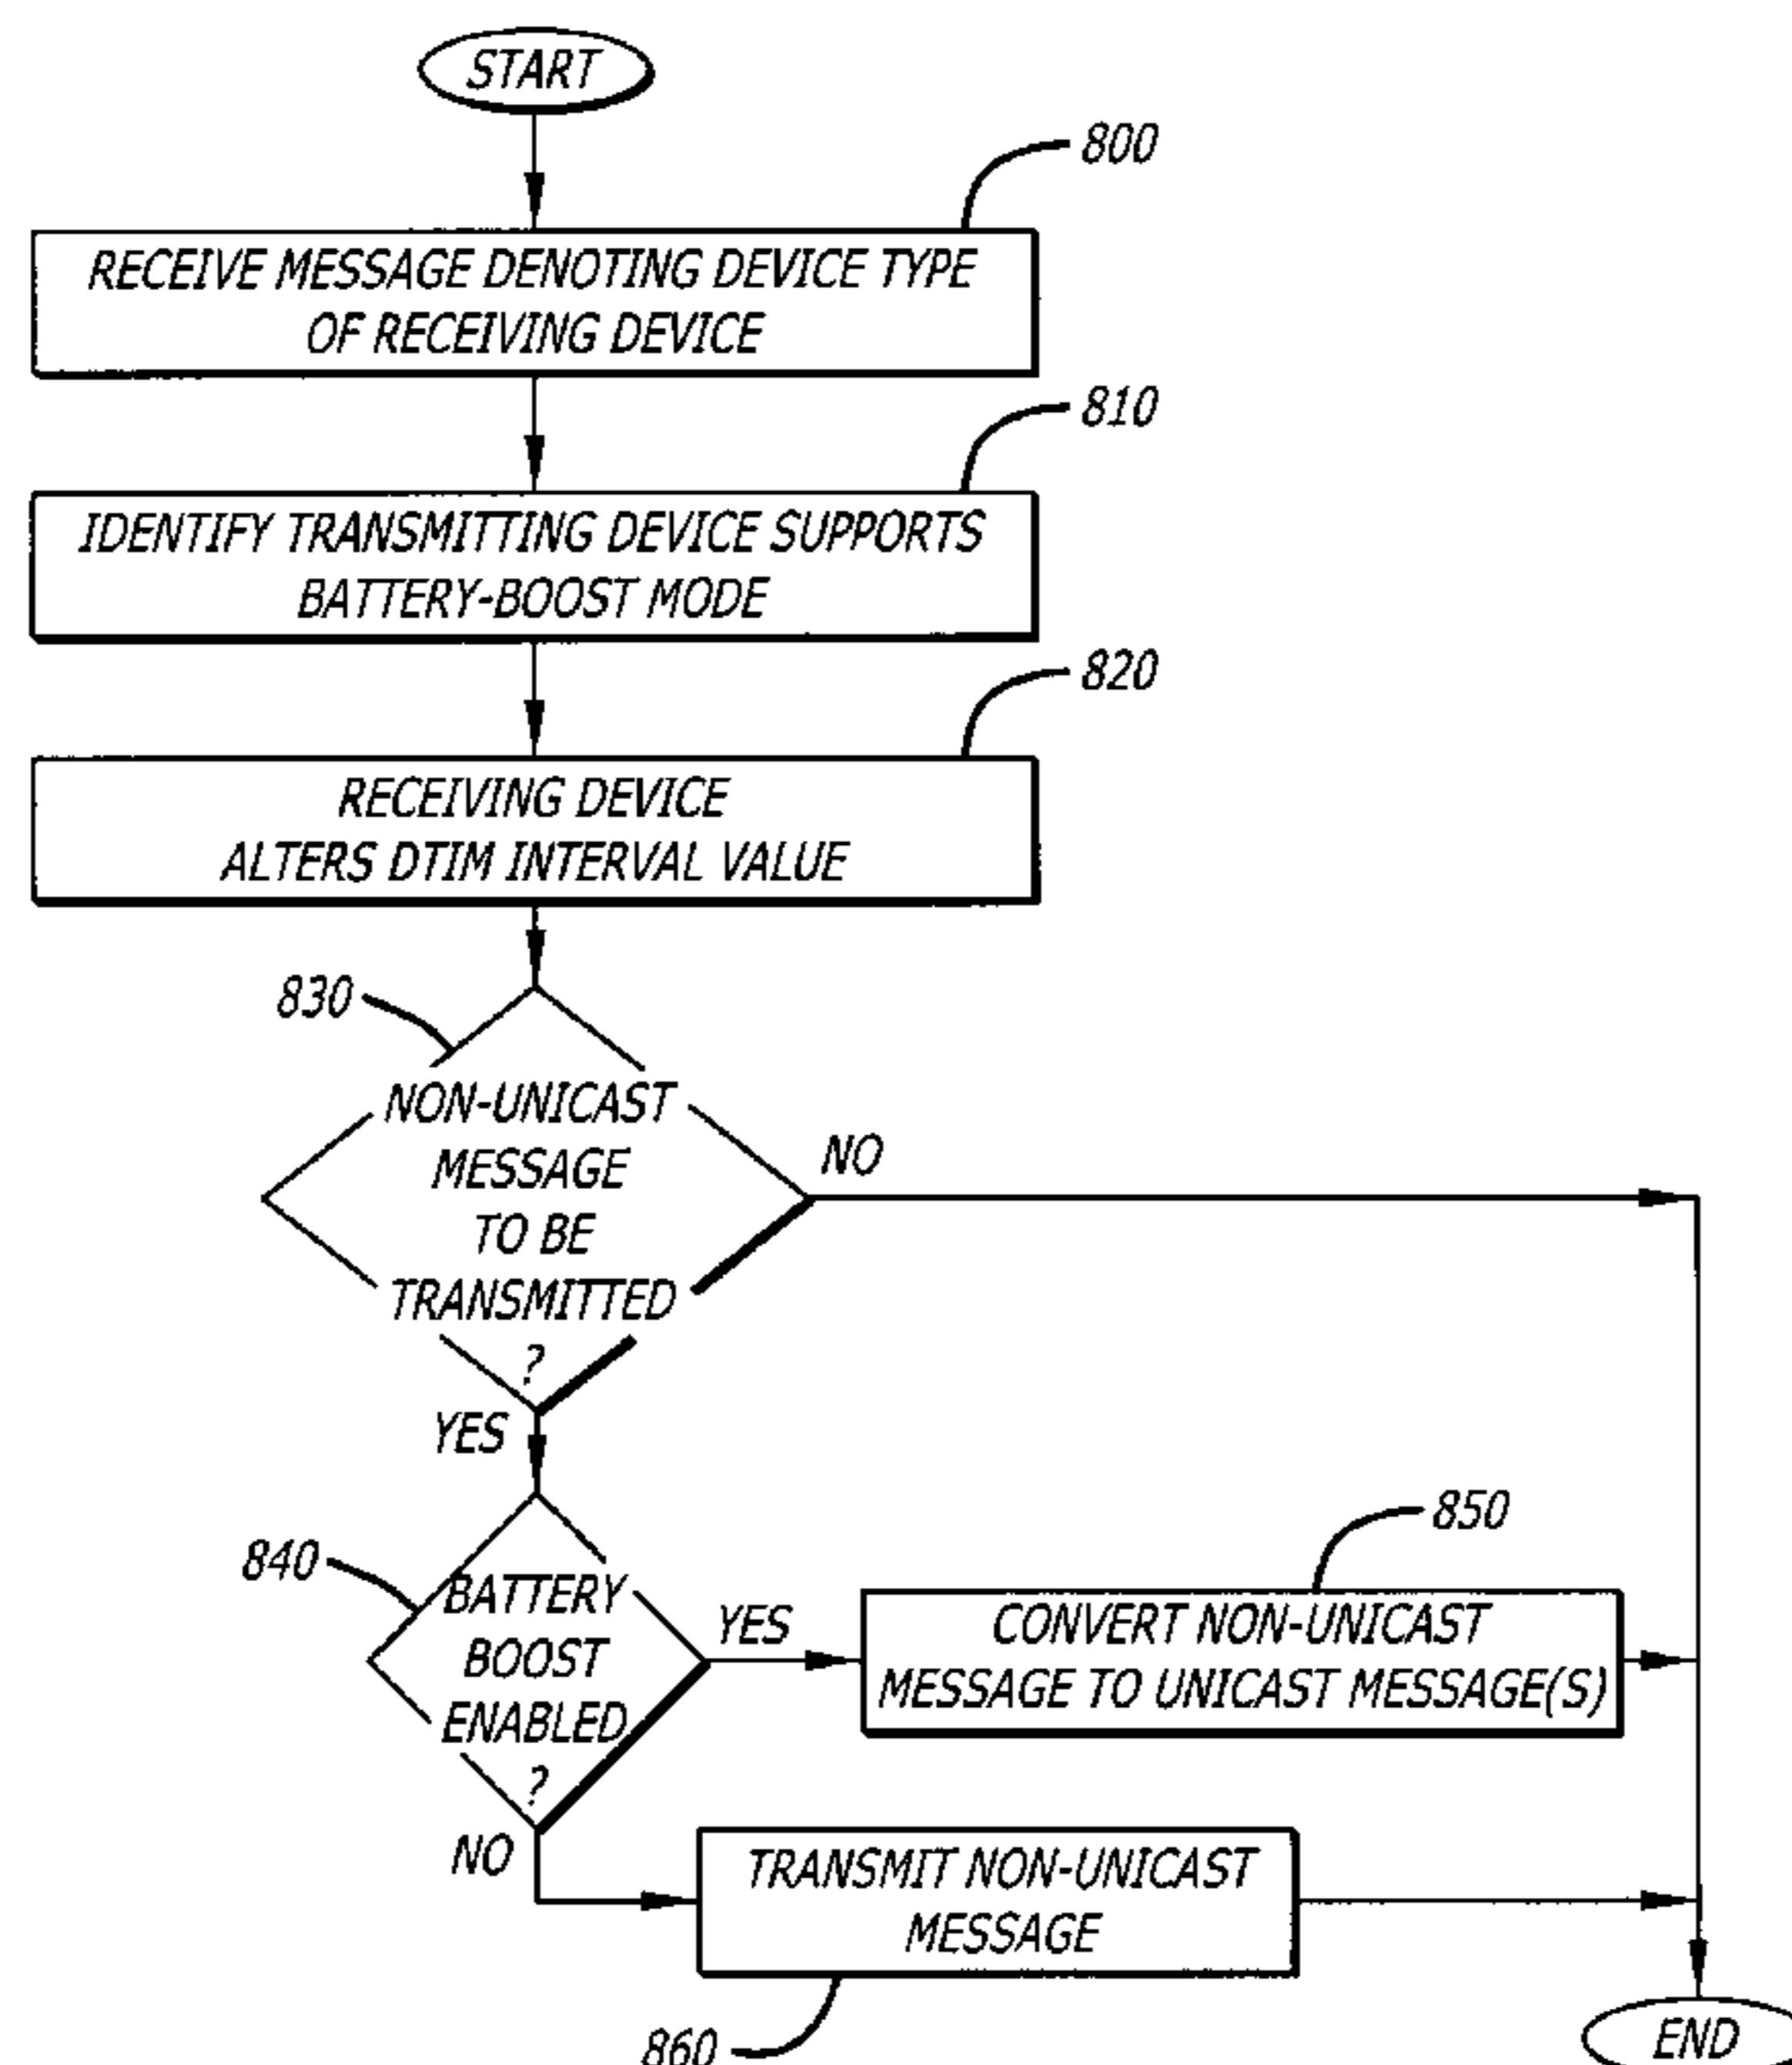 START
800
RECEIVE MESSAGE DENOTING DEVICE TYPE
OF RECEIVING DEVICE
810
IDENTIFY TRANSMITTING DEVICE SUPPORTS
BATTERY-BOOST MODE
820
RECEIVING DEVICE
ALTERS DTIM INTERVAL VALUE
830
NON-UNICAST
MESSAGE
TO BE
TRANSMITTED
?
NO
YES
840
BATTERY
BOOST
ENABLED
?
YES
850
CONVERT NON-UNICAST
MESSAGE TO UNICAST MESSAGE(S)
NO
TRANSMIT NON-UNICAST
MESSAGE
860
END